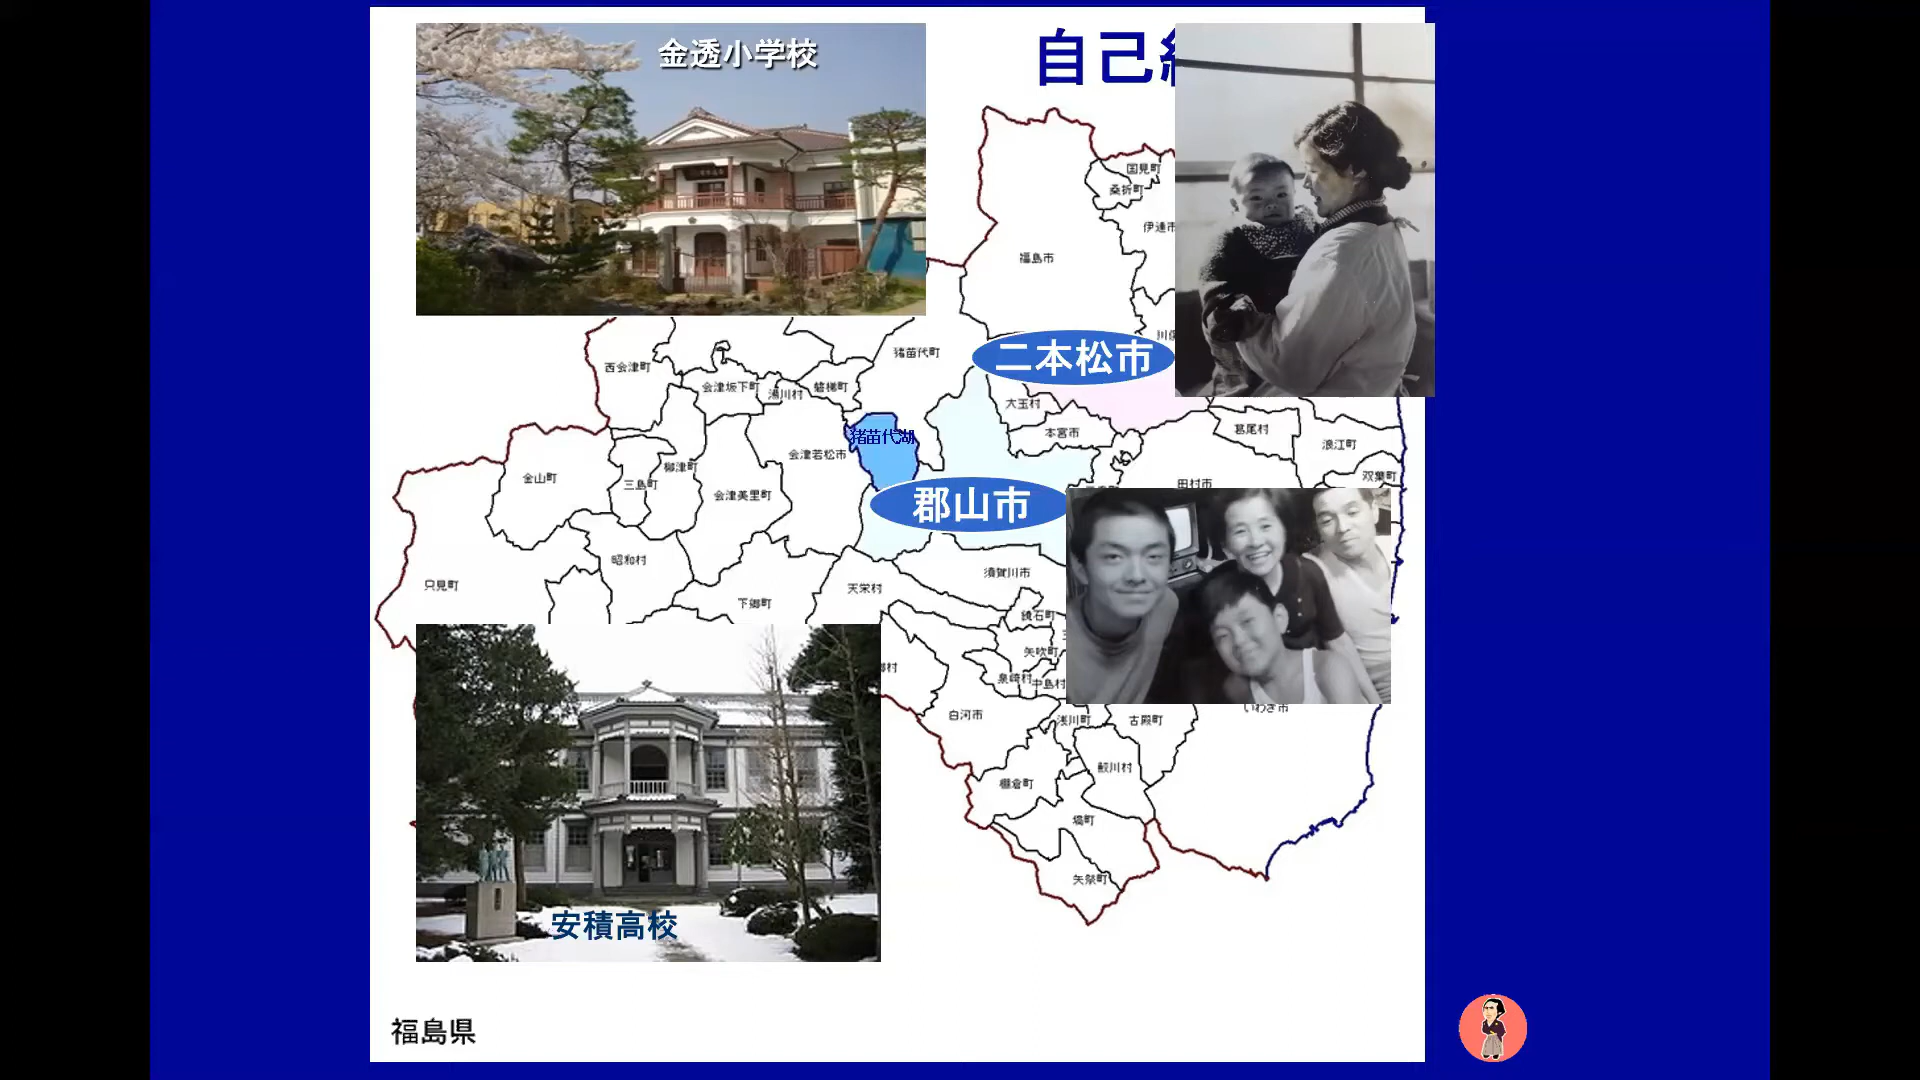 金透小学校
自己
国見町
桑折町
伊達市
福島市
川俣
二本松市
猪苗代町
西会津町
会津坂下町
湯川村
磐梯町
大玉村
本宮市
葛尾村
浪江町
猪苗代湖
会津若松市
柳津町
金山町
三島町
会津美里町
田村市
双葉町
郡山市
昭和村
須賀川市
只見町
下郷町
天栄村
鏡石町
矢吹町
泉崎村
中島村
村
白河市
浅川町
古殿町
いわき市
棚倉町
鮫川村
塙町
矢祭町
安積高校
福島県